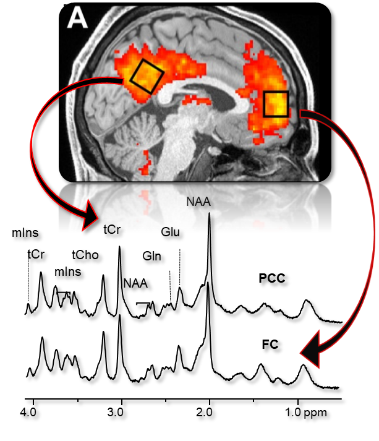 A
NAA
mIns
tCr
Glu
tCr
tCho
Gln
mIns
NAA
PCC
FC
4.0 3.0 2.0 1.0 ppm